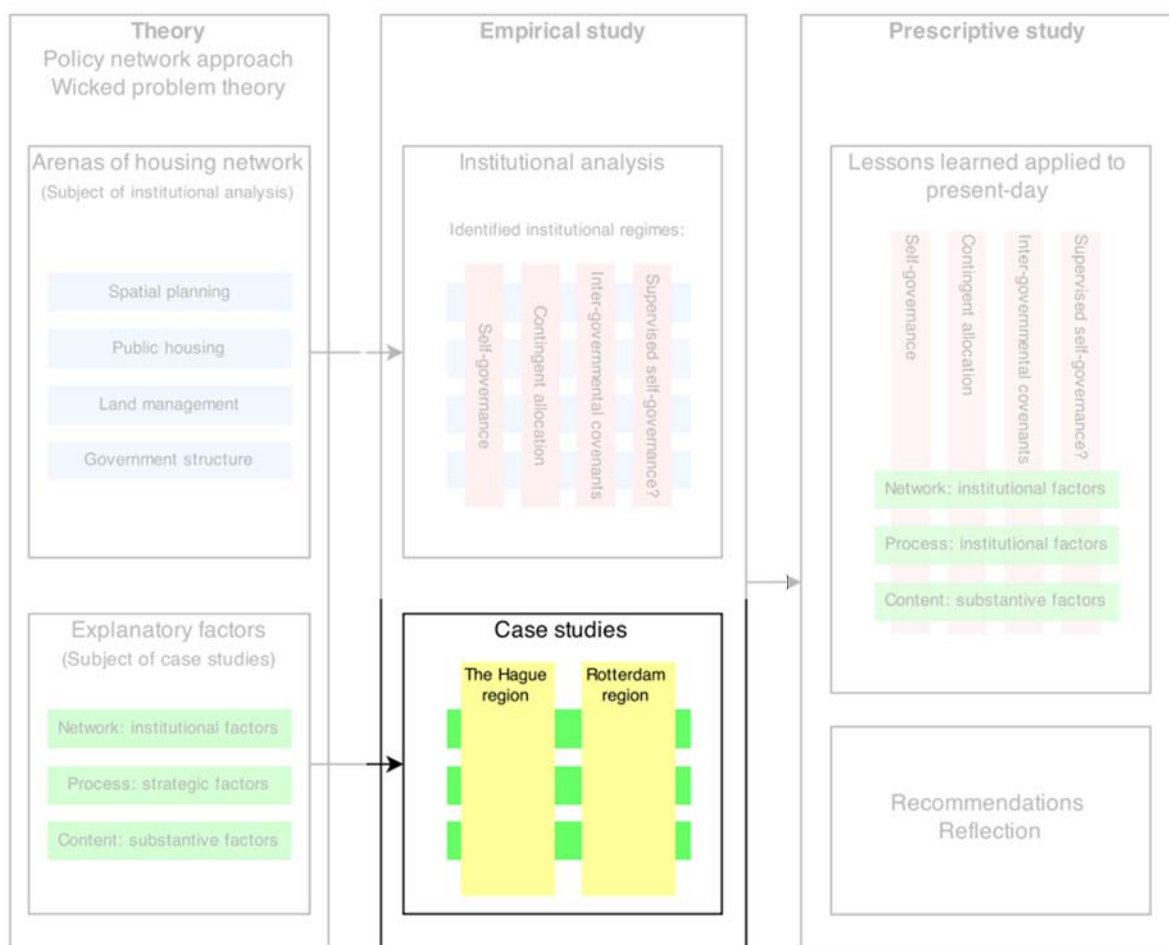 Theory
Policy network approach
Wicked problem theory
Arenas of housing network
(Subject of institutional analysis)
Spatial planning
Public housing
Land management
Government structure
Explanatory factors
(Subject of case studies)
Network: institutional factors
Process: strategic factors
Content: substantive factors
Empirical study
Institutional analysis
Identified institutional regimes:
Self-governance
Contingent allocation
Inter-governmental covenants
Supervised self-governance?
Case studies
The Hague
region
Rotterdam
region
Prescriptive study
Lessons learned applied to
present-day
Self-governance
Contingent allocation
Inter-governmental covenants
Supervised self-governance?
Network: institutional factors
Process: institutional factors
Content: substantive factors
Recommendations
Reflection